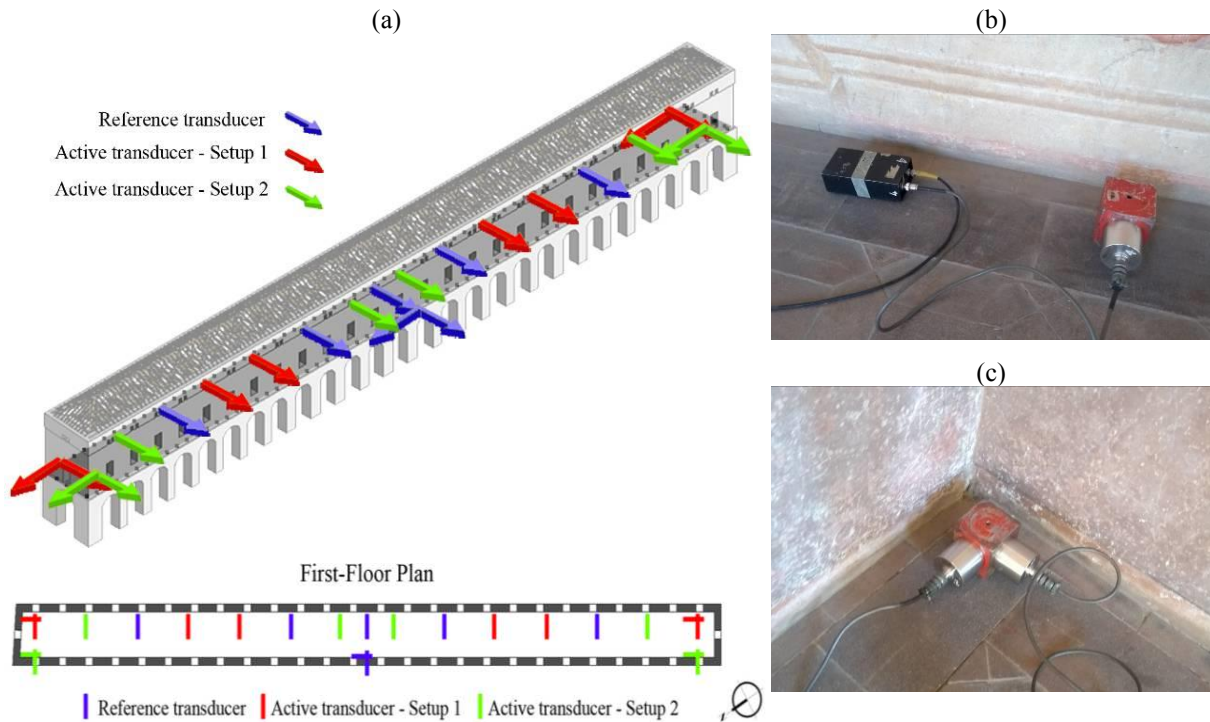 (a)
Reference transducer
Active transducer - Setup 1
Active transducer - Setup 2
First-Floor Plan
Reference transducer
Active transducer - Setup 1
Active transducer - Setup 2
(b)
(c)